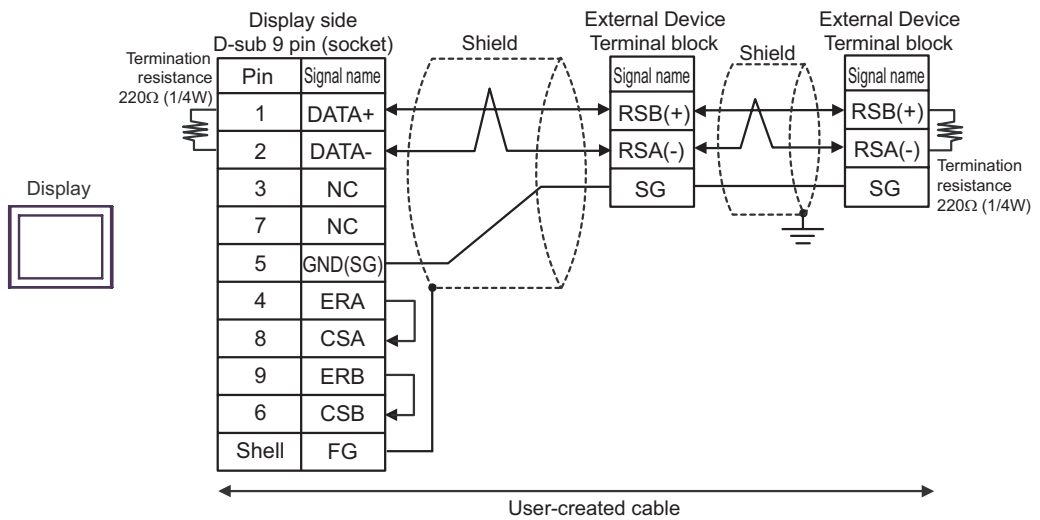 Display side
D-sub 9 pin (socket)
Shield
External Device
Terminal block
Shield
External Device
Terminal block
Termination
resistance
220Ω (1/4W)
Pin Signal name
1 DATA+
2 DATA-
3 NC
7 NC
5 GND(SG)
4 ERA
8 CSA
9 ERB
6 CSB
Shell FG
Signal name
RSB(+)
RSA(-)
SG
Signal name
RSB(+)
RSA(-)
SG
Termination
resistance
220Ω (1/4W)
Display
User-created cable